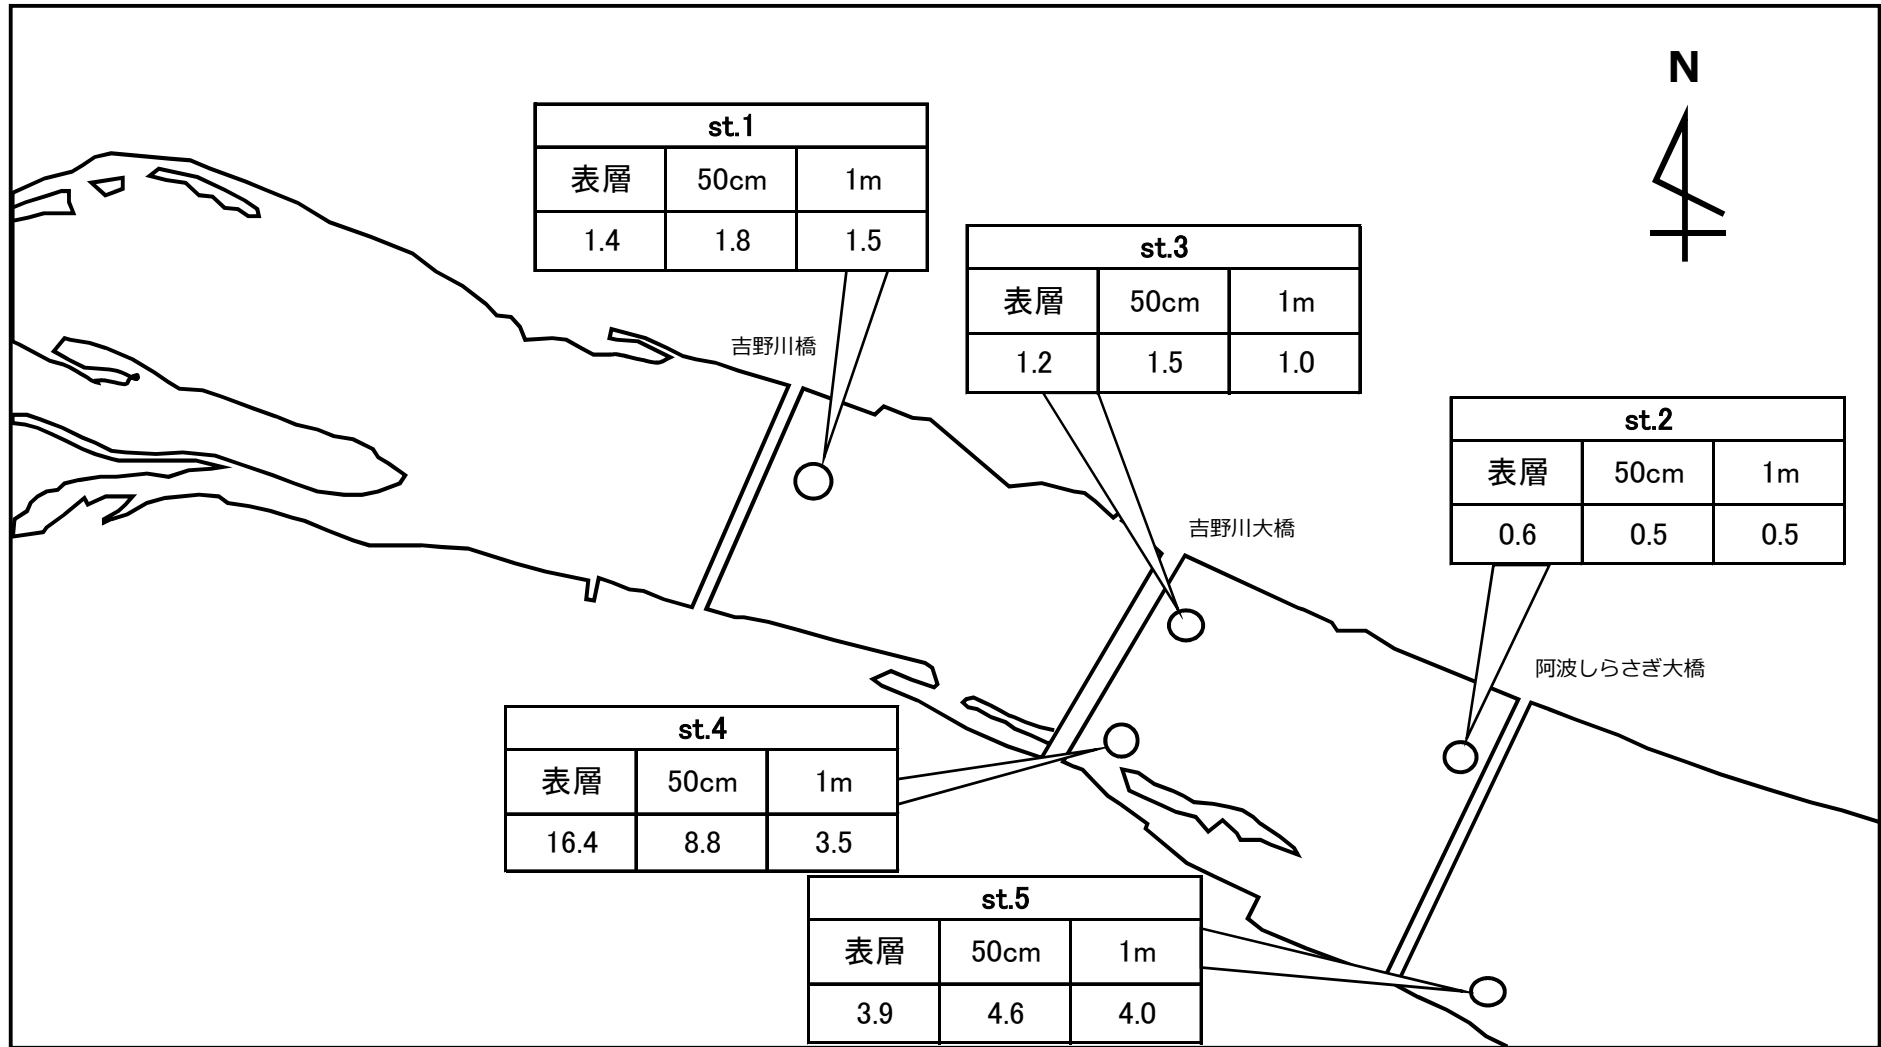 N
st.1
表層 50cm 1m
1.4 1.8 1.5
吉野川橋
st.3
表層 50cm 1m
1.2 1.5 1.0
st.2
表層 50cm 1m
0.6 0.5 0.5
吉野川大橋
阿波しらさぎ大橋
st.4
表層 50cm 1m
16.4 8.8 3.5
st.5
表層 50cm 1m
3.9 4.6 4.0